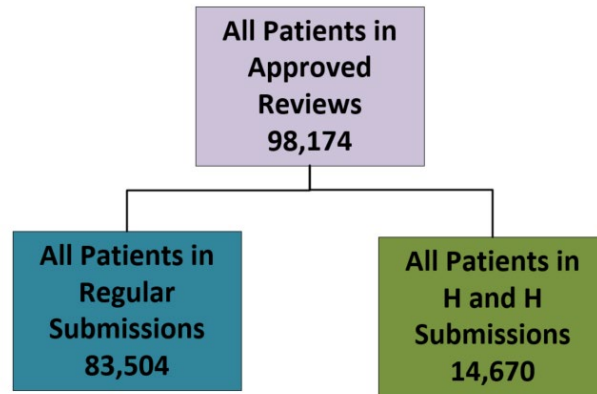 All Patients in
Approved
Reviews
98,174
All Patients in
Regular
Submissions
83,504
All Patients in
H and H
Submissions
14,670